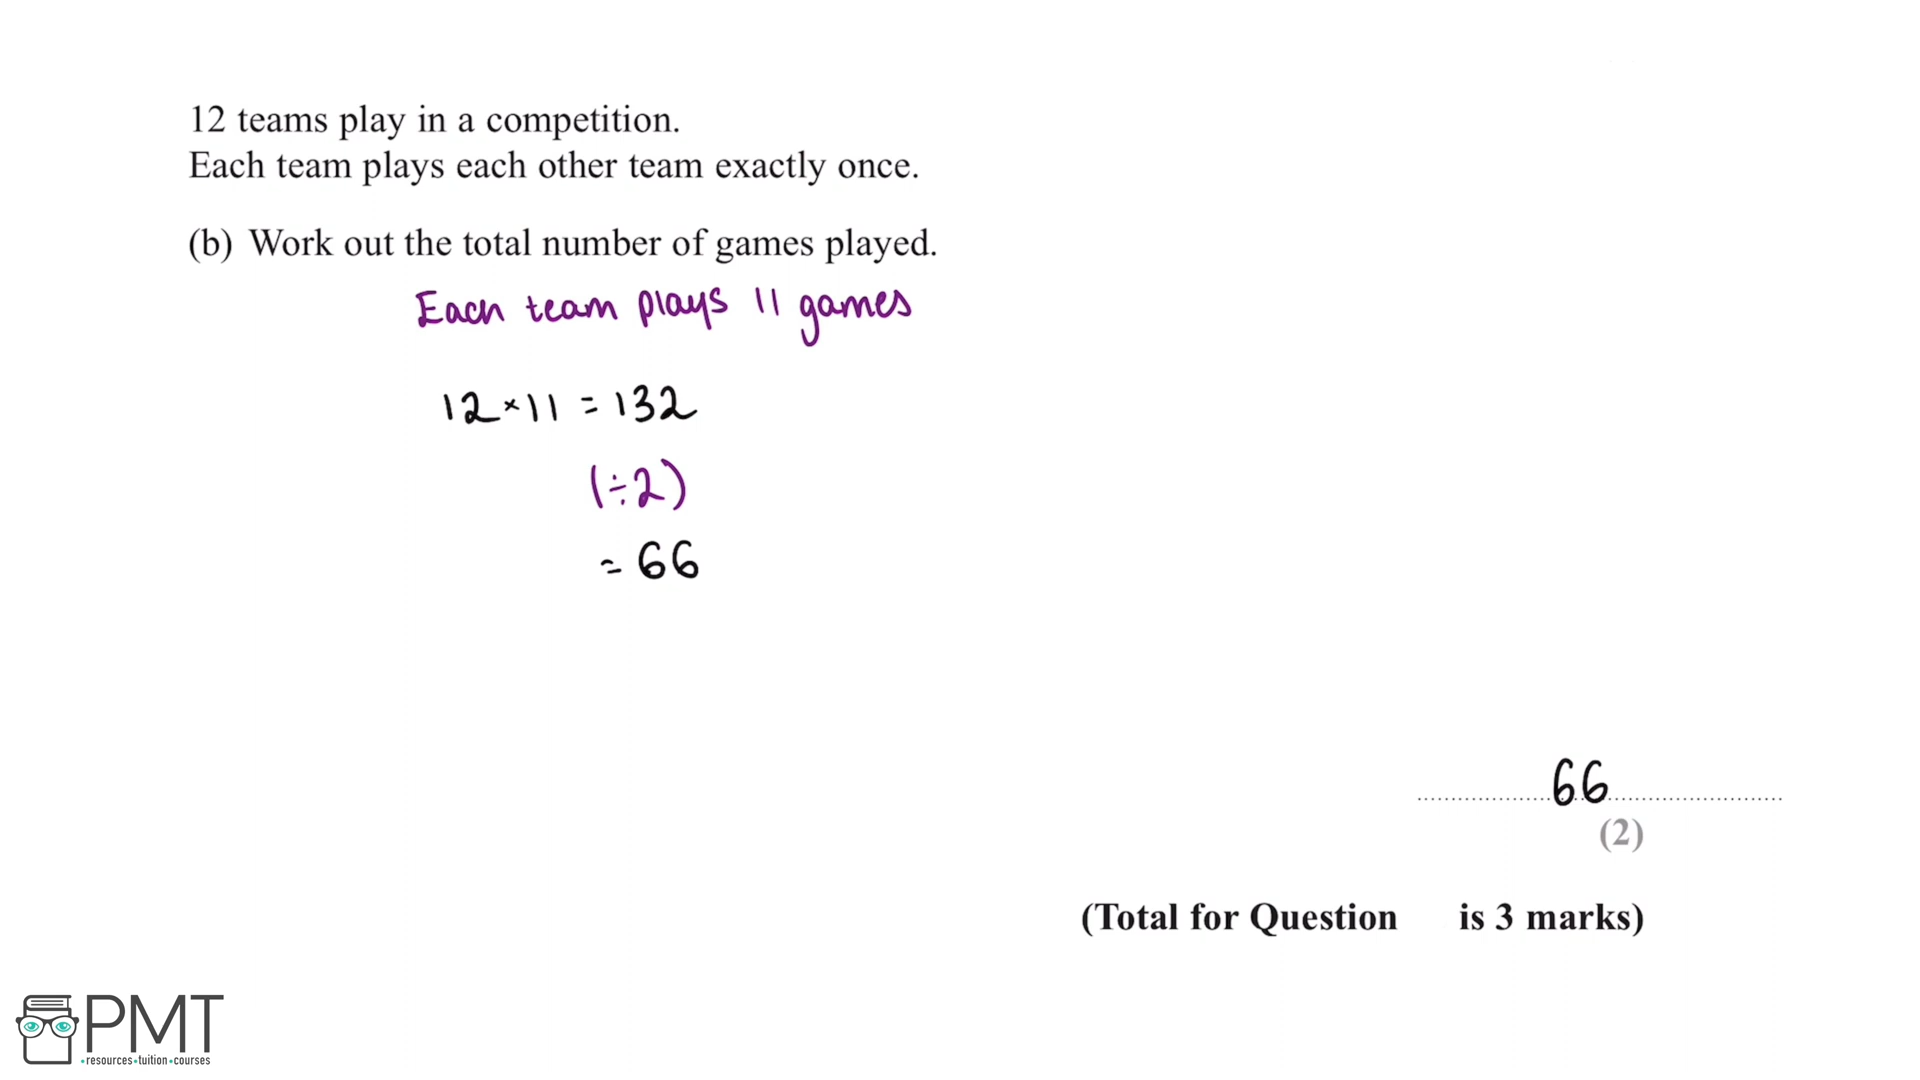 12 teams play in a competition.
Each team plays each other team exactly once.
(b) Work out the total number of games played.
Each team plays 11 games
12 × 11 = 132
(÷2)
= 66
66
(2)
(Total for Question is 3 marks)
PMT
•resources•tuition•courses